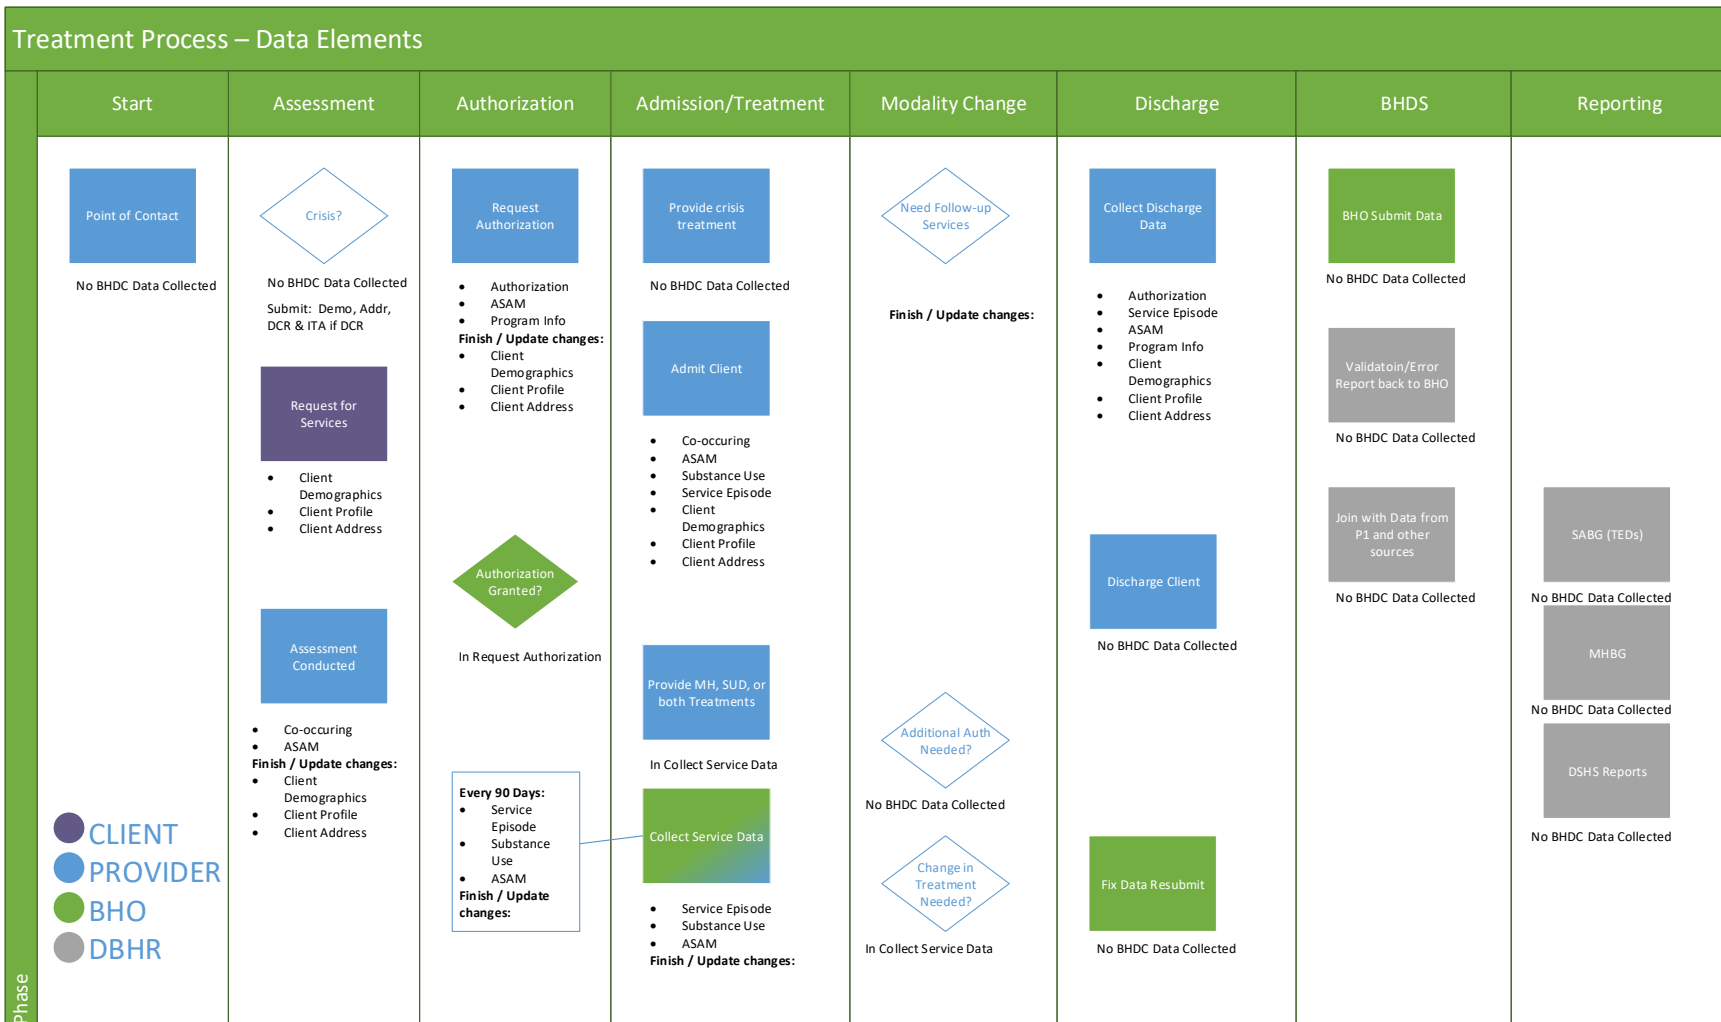 Treatment Process – Data Elements
Phase
Start
Point of Contact
No BHDC Data Collected
CLIENT
PROVIDER
BHO
DBHR
Assessment
Crisis?
No BHDC Data Collected
Submit:  Demo, Addr,
DCR & ITA if DCR
Request for
Services
• Client
Demographics
• Client Profile
• Client Address
Assessment
Conducted
• Co-occuring
• ASAM
Finish / Update changes:
• Client
Demographics
• Client Profile
• Client Address
Authorization
Request
Authorization
• Authorization
• ASAM
• Program Info
Finish / Update changes:
• Client
Demographics
• Client Profile
• Client Address
Authorization
Granted?
In Request Authorization
Every 90 Days:
• Service
Episode
• Substance
Use
• ASAM
Finish / Update
changes:
Admission/Treatment
Provide crisis
treatment
No BHDC Data Collected
Admit Client
• Co-occuring
• ASAM
• Substance Use
• Service Episode
• Client
Demographics
• Client Profile
• Client Address
Provide MH, SUD, or
both Treatments
In Collect Service Data
Collect Service Data
• Service Episode
• Substance Use
• ASAM
Finish / Update changes:
Modality Change
Need Follow-up
Services
Finish / Update changes:
Additional Auth
Needed?
No BHDC Data Collected
Change in
Treatment
Needed?
In Collect Service Data
Discharge
Collect Discharge
Data
• Authorization
• Service Episode
• ASAM
• Program Info
• Client
Demographics
• Client Profile
• Client Address
Discharge Client
No BHDC Data Collected
Fix Data Resubmit
No BHDC Data Collected
BHDS
BHO Submit Data
No BHDC Data Collected
Validatoin/Error
Report back to BHO
No BHDC Data Collected
Join with Data from
P1 and other
sources
No BHDC Data Collected
Reporting
SABG (TEDs)
No BHDC Data Collected
MHBG
No BHDC Data Collected
DSHS Reports
No BHDC Data Collected